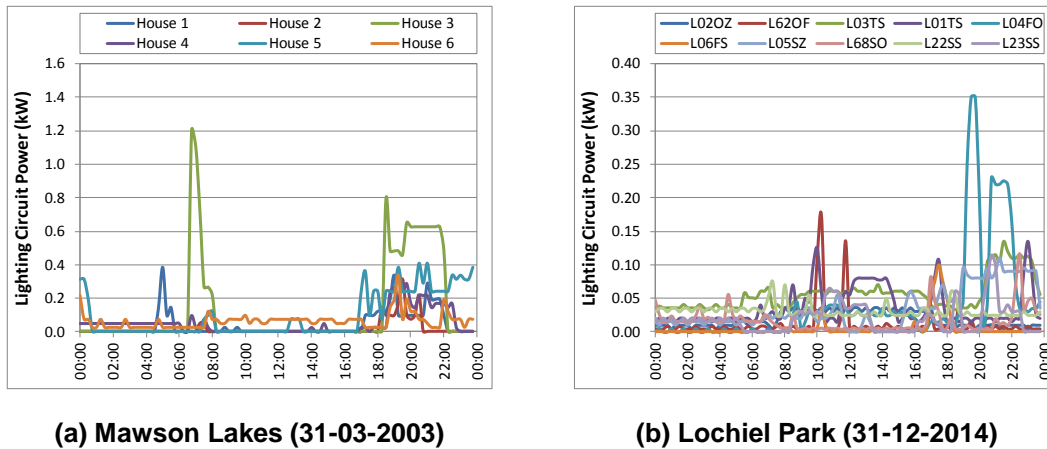 House 1 House 2 House 3
House 4 House 5 House 6
Lighting Circuit Power (kW)
1.6
1.4
1.2
1.0
0.8
0.6
0.4
0.2
0.0
00:00 02:00 04:00 06:00 08:00 10:00 12:00 14:00 16:00 18:00 20:00 22:00 00:00
(a) Mawson Lakes (31-03-2003)
L02OZ L62OF L03TS L01TS L04FO
L06FS L05SZ L68SO L22SS L23SS
Lighting Circuit Power (kW)
0.40
0.35
0.30
0.25
0.20
0.15
0.10
0.05
0.00
00:00 02:00 04:00 06:00 08:00 10:00 12:00 14:00 16:00 18:00 20:00 22:00 00:00
(b) Lochiel Park (31-12-2014)